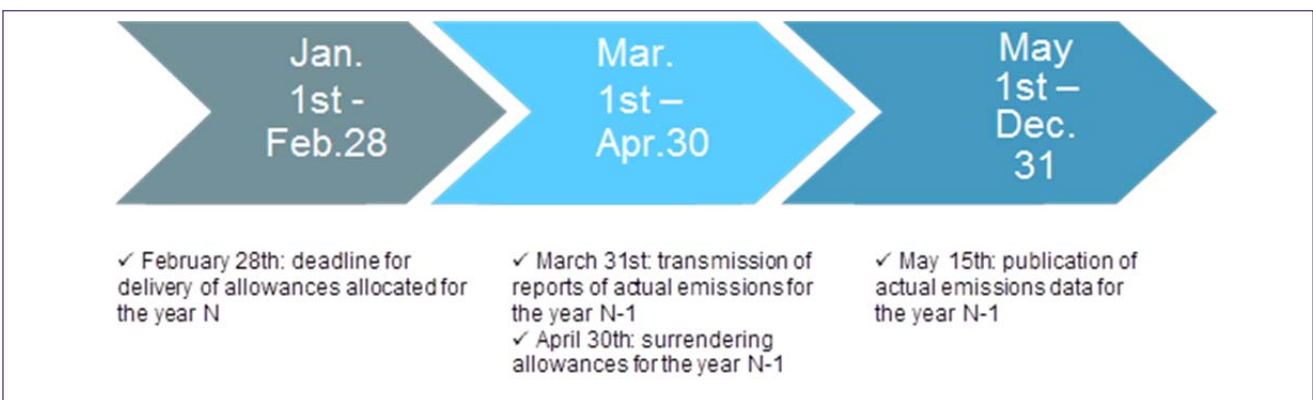 Jan.
1st -
Feb.28
Mar.
1st –
Apr.30
May
1st –
Dec.
31
✓ February 28th: deadline for
delivery of allowances allocated for
the year N
✓ March 31st: transmission of
reports of actual emissions for
the year N-1
✓ April 30th: surrendering
allowances for the year N-1
✓ May 15th: publication of
actual emissions data for
the year N-1